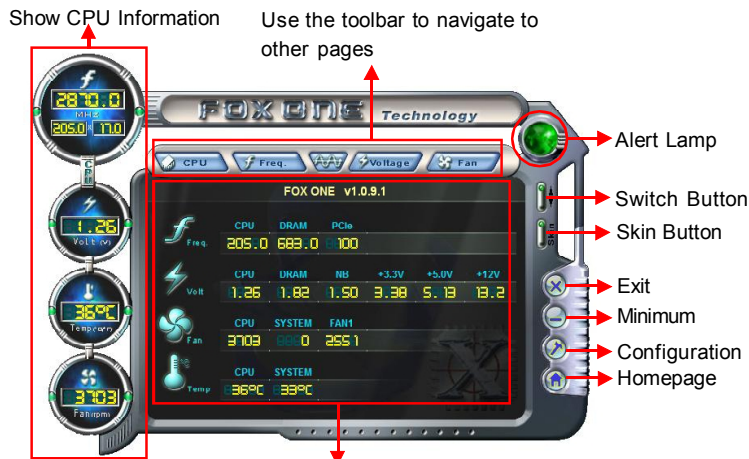 Show CPU Information
Use the toolbar to navigate to
other pages
f
2870.0
MHz
205.0 x 17.0
CPU
1.26
Volt (v)
36°C
3703
Fan(rpm)
FOX ONE Technology
CPU
Freq.
Voltage
Fan
FOX ONE v1.0.9.1
CPU DRAM PCIe
Freq. 205.0 683.0 100
CPU DRAM NB +3.3V +5.0V +12V
Volt 1.26 1.82 1.50 3.38 5.13 13.2
CPU SYSTEM FAN1
Fan 3703 0 2551
°C
CPU SYSTEM
Temp 36°C 33°C
Skin
Alert Lamp
Switch Button
Skin Button
Exit
Minimum
Configuration
Homepage